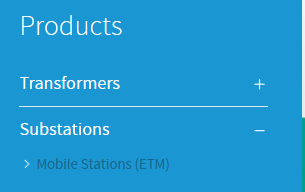 Products
Transformers +
Substations −
> Mobile Stations (ETM)